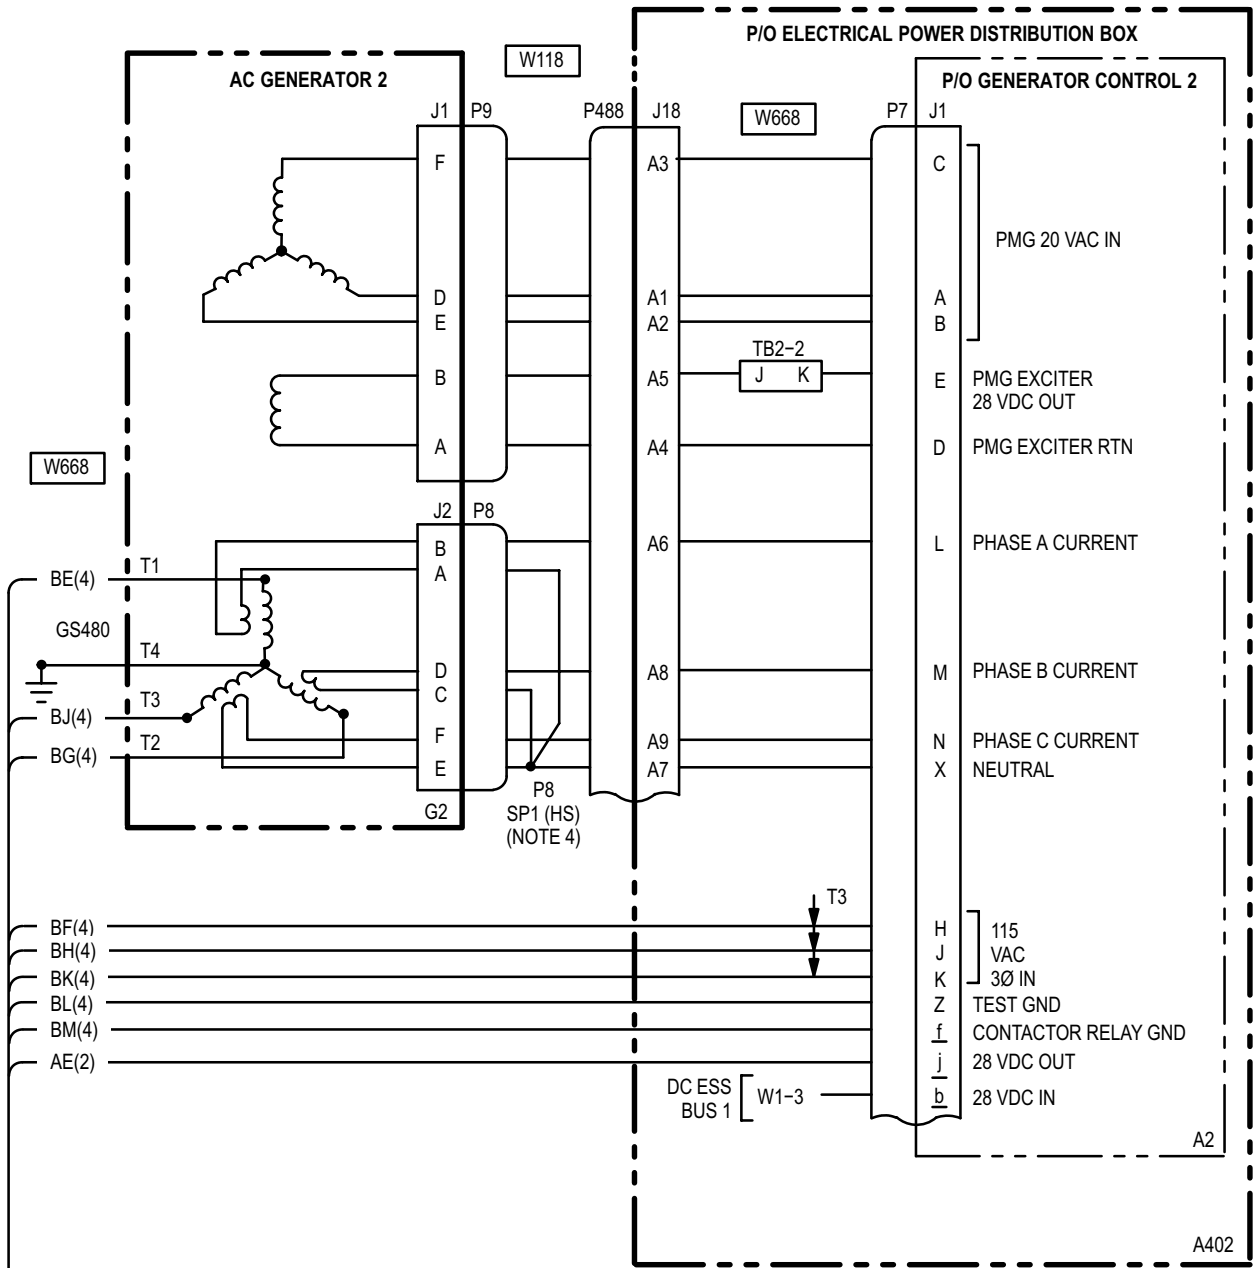 P/O ELECTRICAL POWER DISTRIBUTION BOX
W118
AC GENERATOR 2
P/O GENERATOR CONTROL 2
J1 P9
P488 J18
W668
P7 J1
F
A3
C
PMG 20 VAC IN
D
A1
A
E
A2
B
TB2−2
B
A5
J K
E PMG EXCITER
28 VDC OUT
A
A4
D PMG EXCITER RTN
W668
J2 P8
B
A6
L PHASE A CURRENT
A
BE(4) T1
GS480
T4
D
A8
M PHASE B CURRENT
C
T3
BJ(4)
F
A9
N PHASE C CURRENT
T2
BG(4)
E
A7
X NEUTRAL
P8
SP1 (HS)
(NOTE 4)
G2
T3
BF(4)
H 115
BH(4)
J VAC
BK(4)
K 3Ø IN
BL(4)
Z TEST GND
BM(4)
f CONTACTOR RELAY GND
AE(2)
j 28 VDC OUT
DC ESS
BUS 1
W1−3
b 28 VDC IN
A2
A402